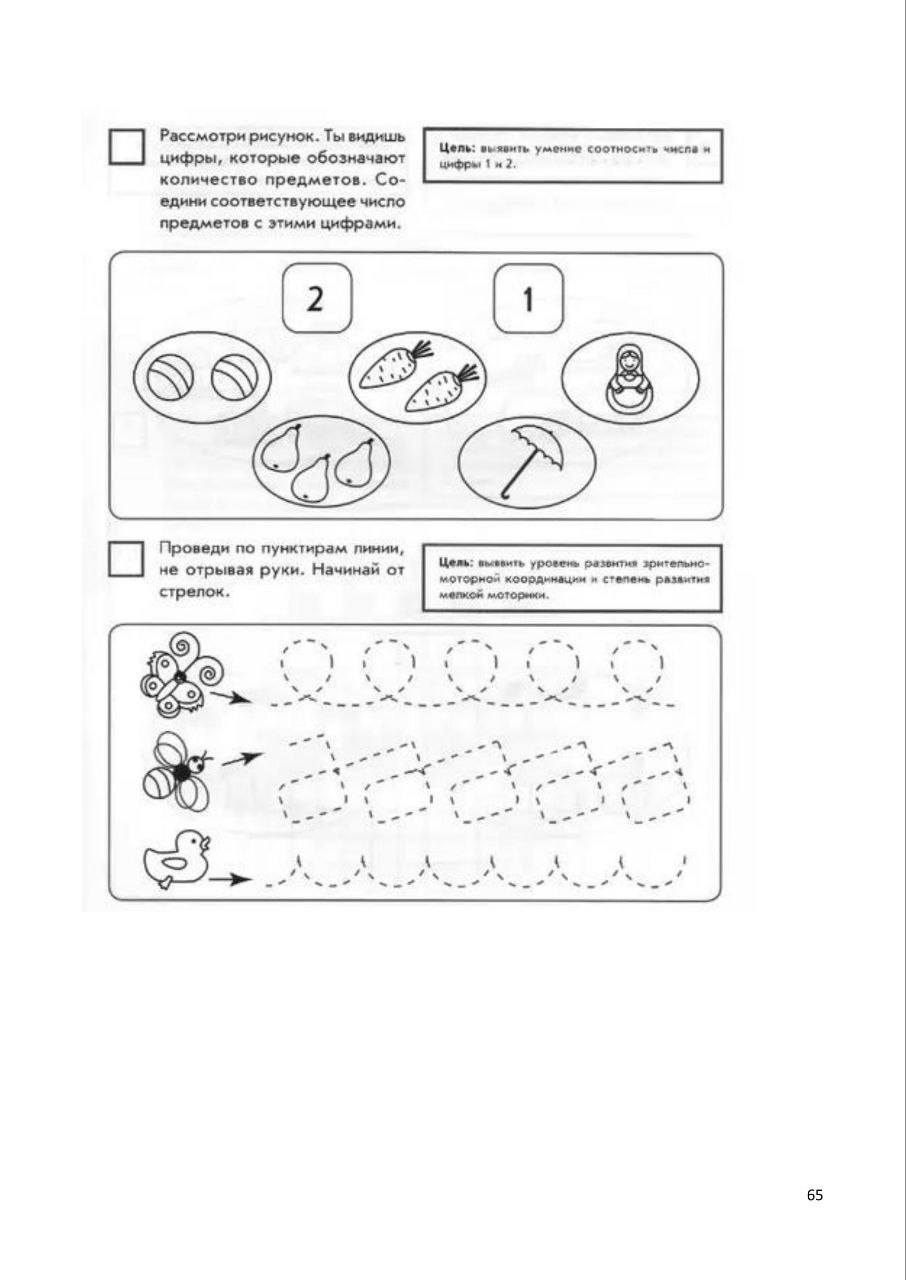 Рассмотри рисунок. Ты видишь
цифры, которые обозначают
количество предметов. Со-
едини соответствующее число
предметов с этими цифрами.
Цель: выявить умение соотносить числа и
цифры 1 и 2.
2
1
Проведи по пунктирам линии,
не отрывая руки. Начинай от
стрелок.
Цель: выявить уровень развития зрительно-
моторной координации и степень развития
мелкой моторики.
65